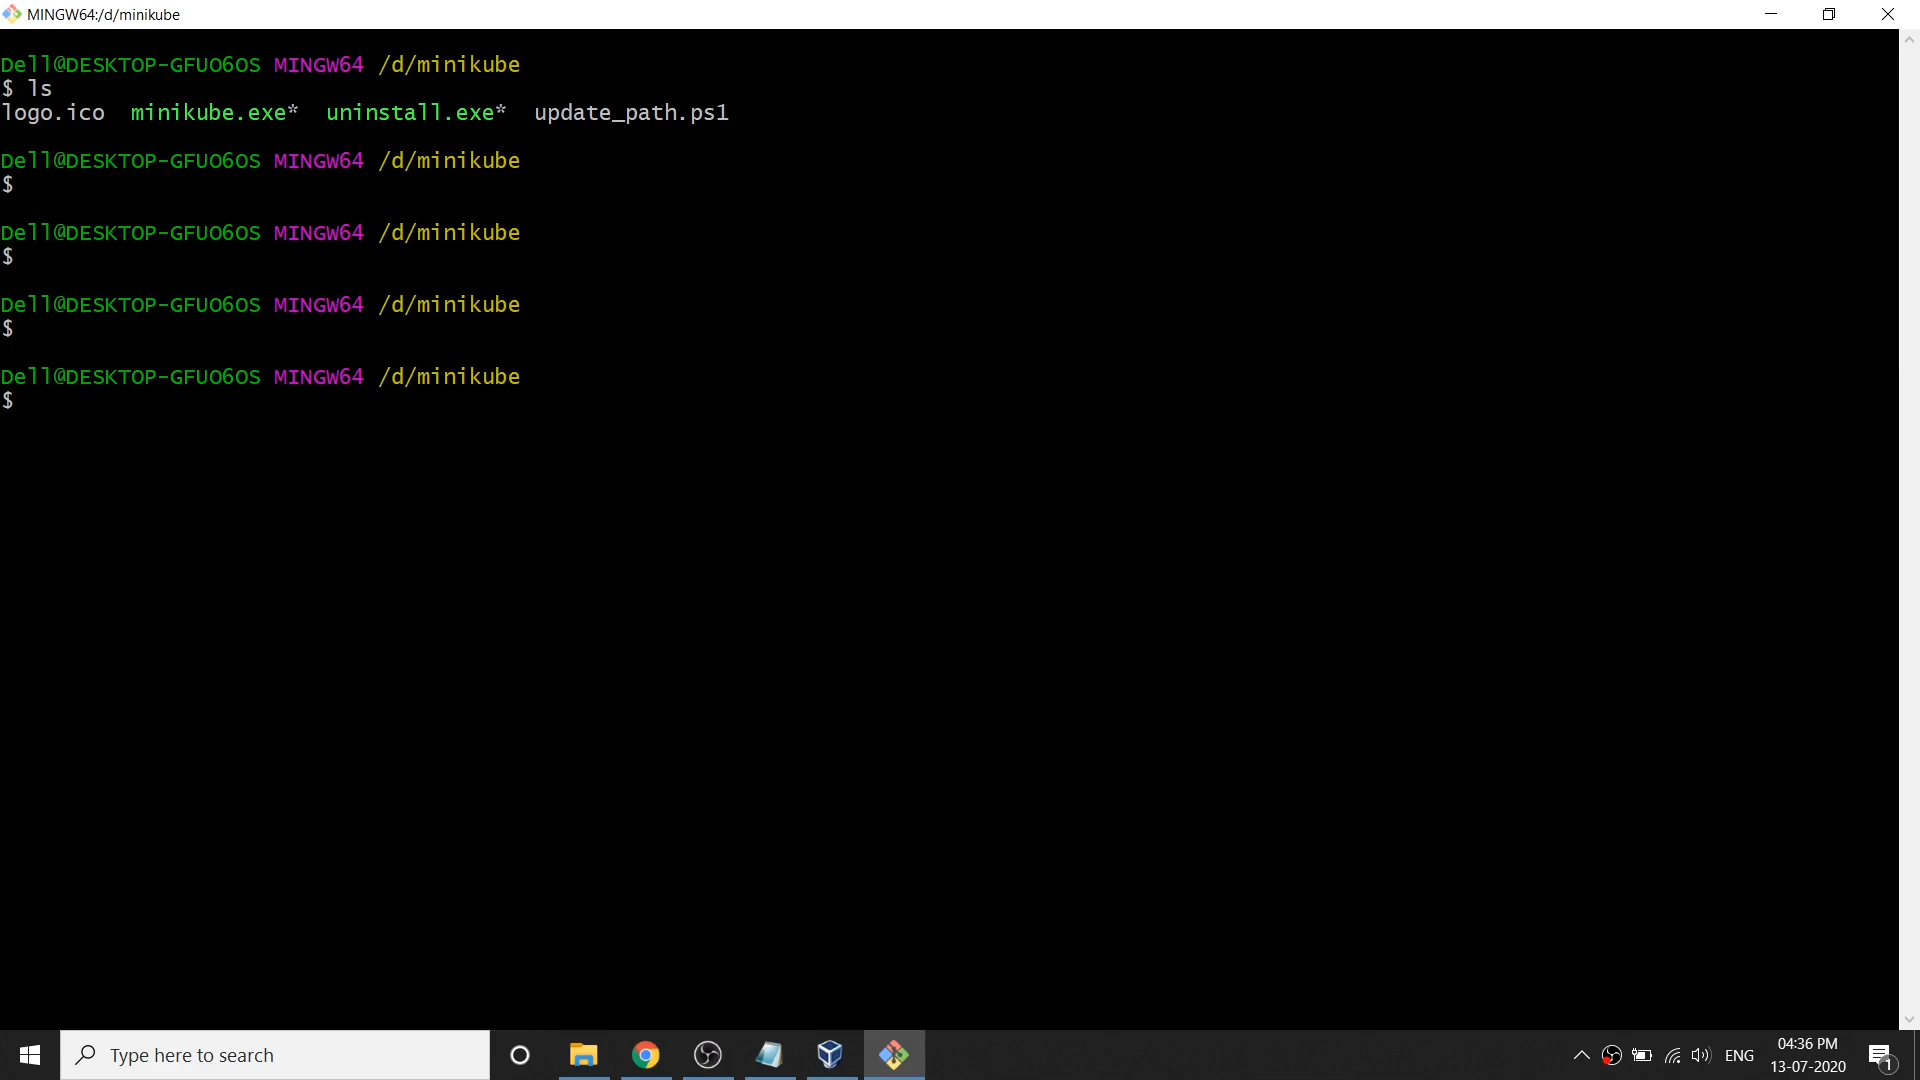 MINGW64:/d/minikube
Dell@DESKTOP-GFUO6OS MINGW64 /d/minikube
$ ls
logo.ico  minikube.exe*  uninstall.exe*  update_path.ps1
Dell@DESKTOP-GFUO6OS MINGW64 /d/minikube
$
Dell@DESKTOP-GFUO6OS MINGW64 /d/minikube
$
Dell@DESKTOP-GFUO6OS MINGW64 /d/minikube
$
Dell@DESKTOP-GFUO6OS MINGW64 /d/minikube
$
Type here to search
ENG
04:36 PM
13-07-2020
1